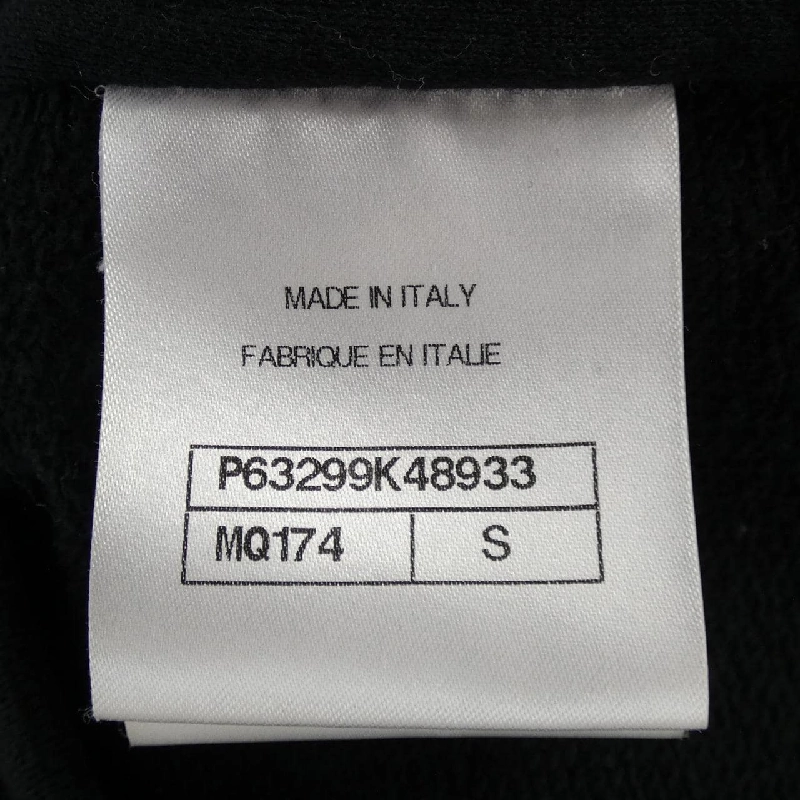 MADE IN ITALY
FABRIQUE EN ITALIE
P63299K48933
MQ174 S